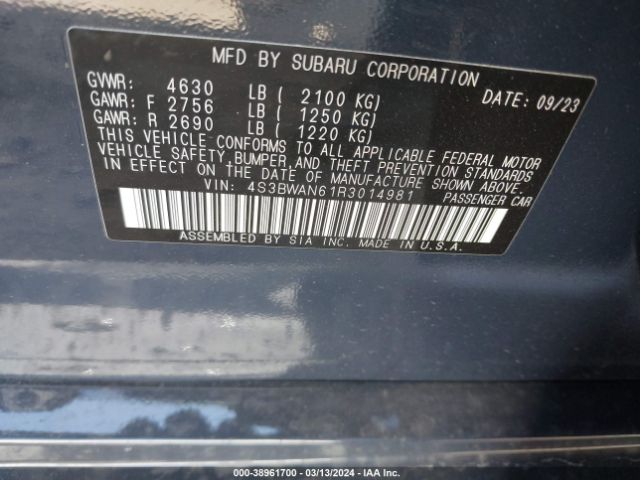 MFD BY SUBARU CORPORATION
GVWR: 4630 LB ( 2100 KG) DATE: 09/23
GAWR: F 2756 LB ( 1250 KG)
GAWR: R 2690 LB ( 1220 KG)
THIS VEHICLE CONFORMS TO ALL APPLICABLE FEDERAL MOTOR
VEHICLE SAFETY, BUMPER, AND THEFT PREVENTION STANDARDS
IN EFFECT ON THE DATE OF MANUFACTURE SHOWN ABOVE.
VIN: 4S3BWAN61R3014981 PASSENGER CAR
ASSEMBLED BY SIA INC. MADE IN U.S.A.
000-38961700 - 03/13/2024 - IAA Inc.